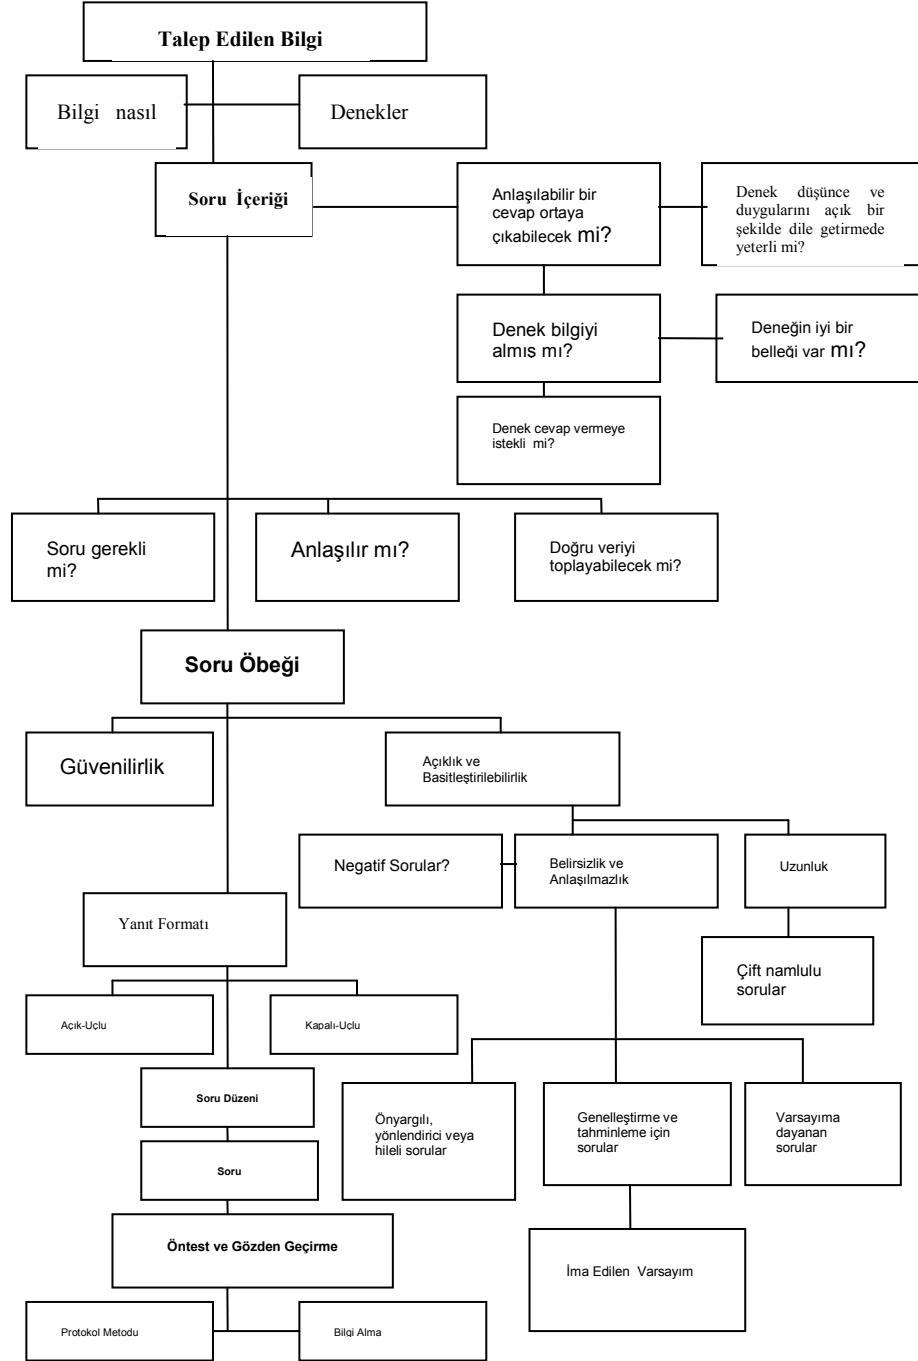 Talep Edilen Bilgi
Bilgi nasıl
Denekler
Soru İçeriği
Anlaşılabilir bir
cevap ortaya
çıkabilecek mi?
Denek düşünce ve
duygularını açık bir
şekilde dile getirmede
yeterli mi?
Denek bilgiyi
almış mı?
Deneğin iyi bir
belleği var mı?
Denek cevap vermeye
istekli mi?
Soru gerekli
mi?
Anlaşılır mı?
Doğru veriyi
toplayabilecek mi?
Soru Öbeği
Güvenilirlik
Açıklık ve
Basitleştirilebilirlik
Negatif Sorular?
Belirsizlik ve
Anlaşılmazlık
Uzunluk
Yanıt Formatı
Çift namlulu
sorular
Açık-Uçlu
Kapalı-Uçlu
Soru Düzeni
Önyargılı,
yönlendirici veya
hileli sorular
Genelleştirme ve
tahminleme için
sorular
Varsayıma
dayanan
sorular
Soru
Öntest ve Gözden Geçirme
İma Edilen Varsayım
Protokol Metodu
Bilgi Alma